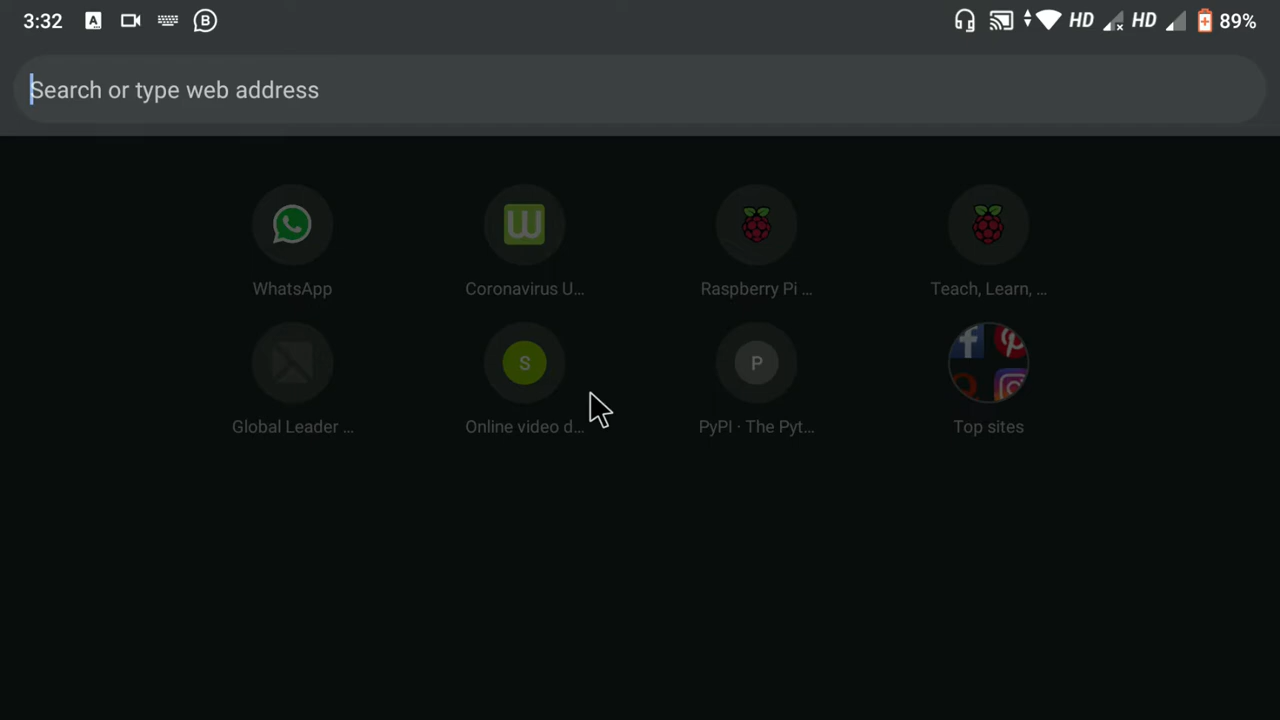 3:32 A B HD HD 89%
Search or type web address
W
WhatsApp Coronavirus U... Raspberry Pi ... Teach, Learn, ...
S P f
Global Leader ... Online video d... PyPI · The Pyt... Top sites